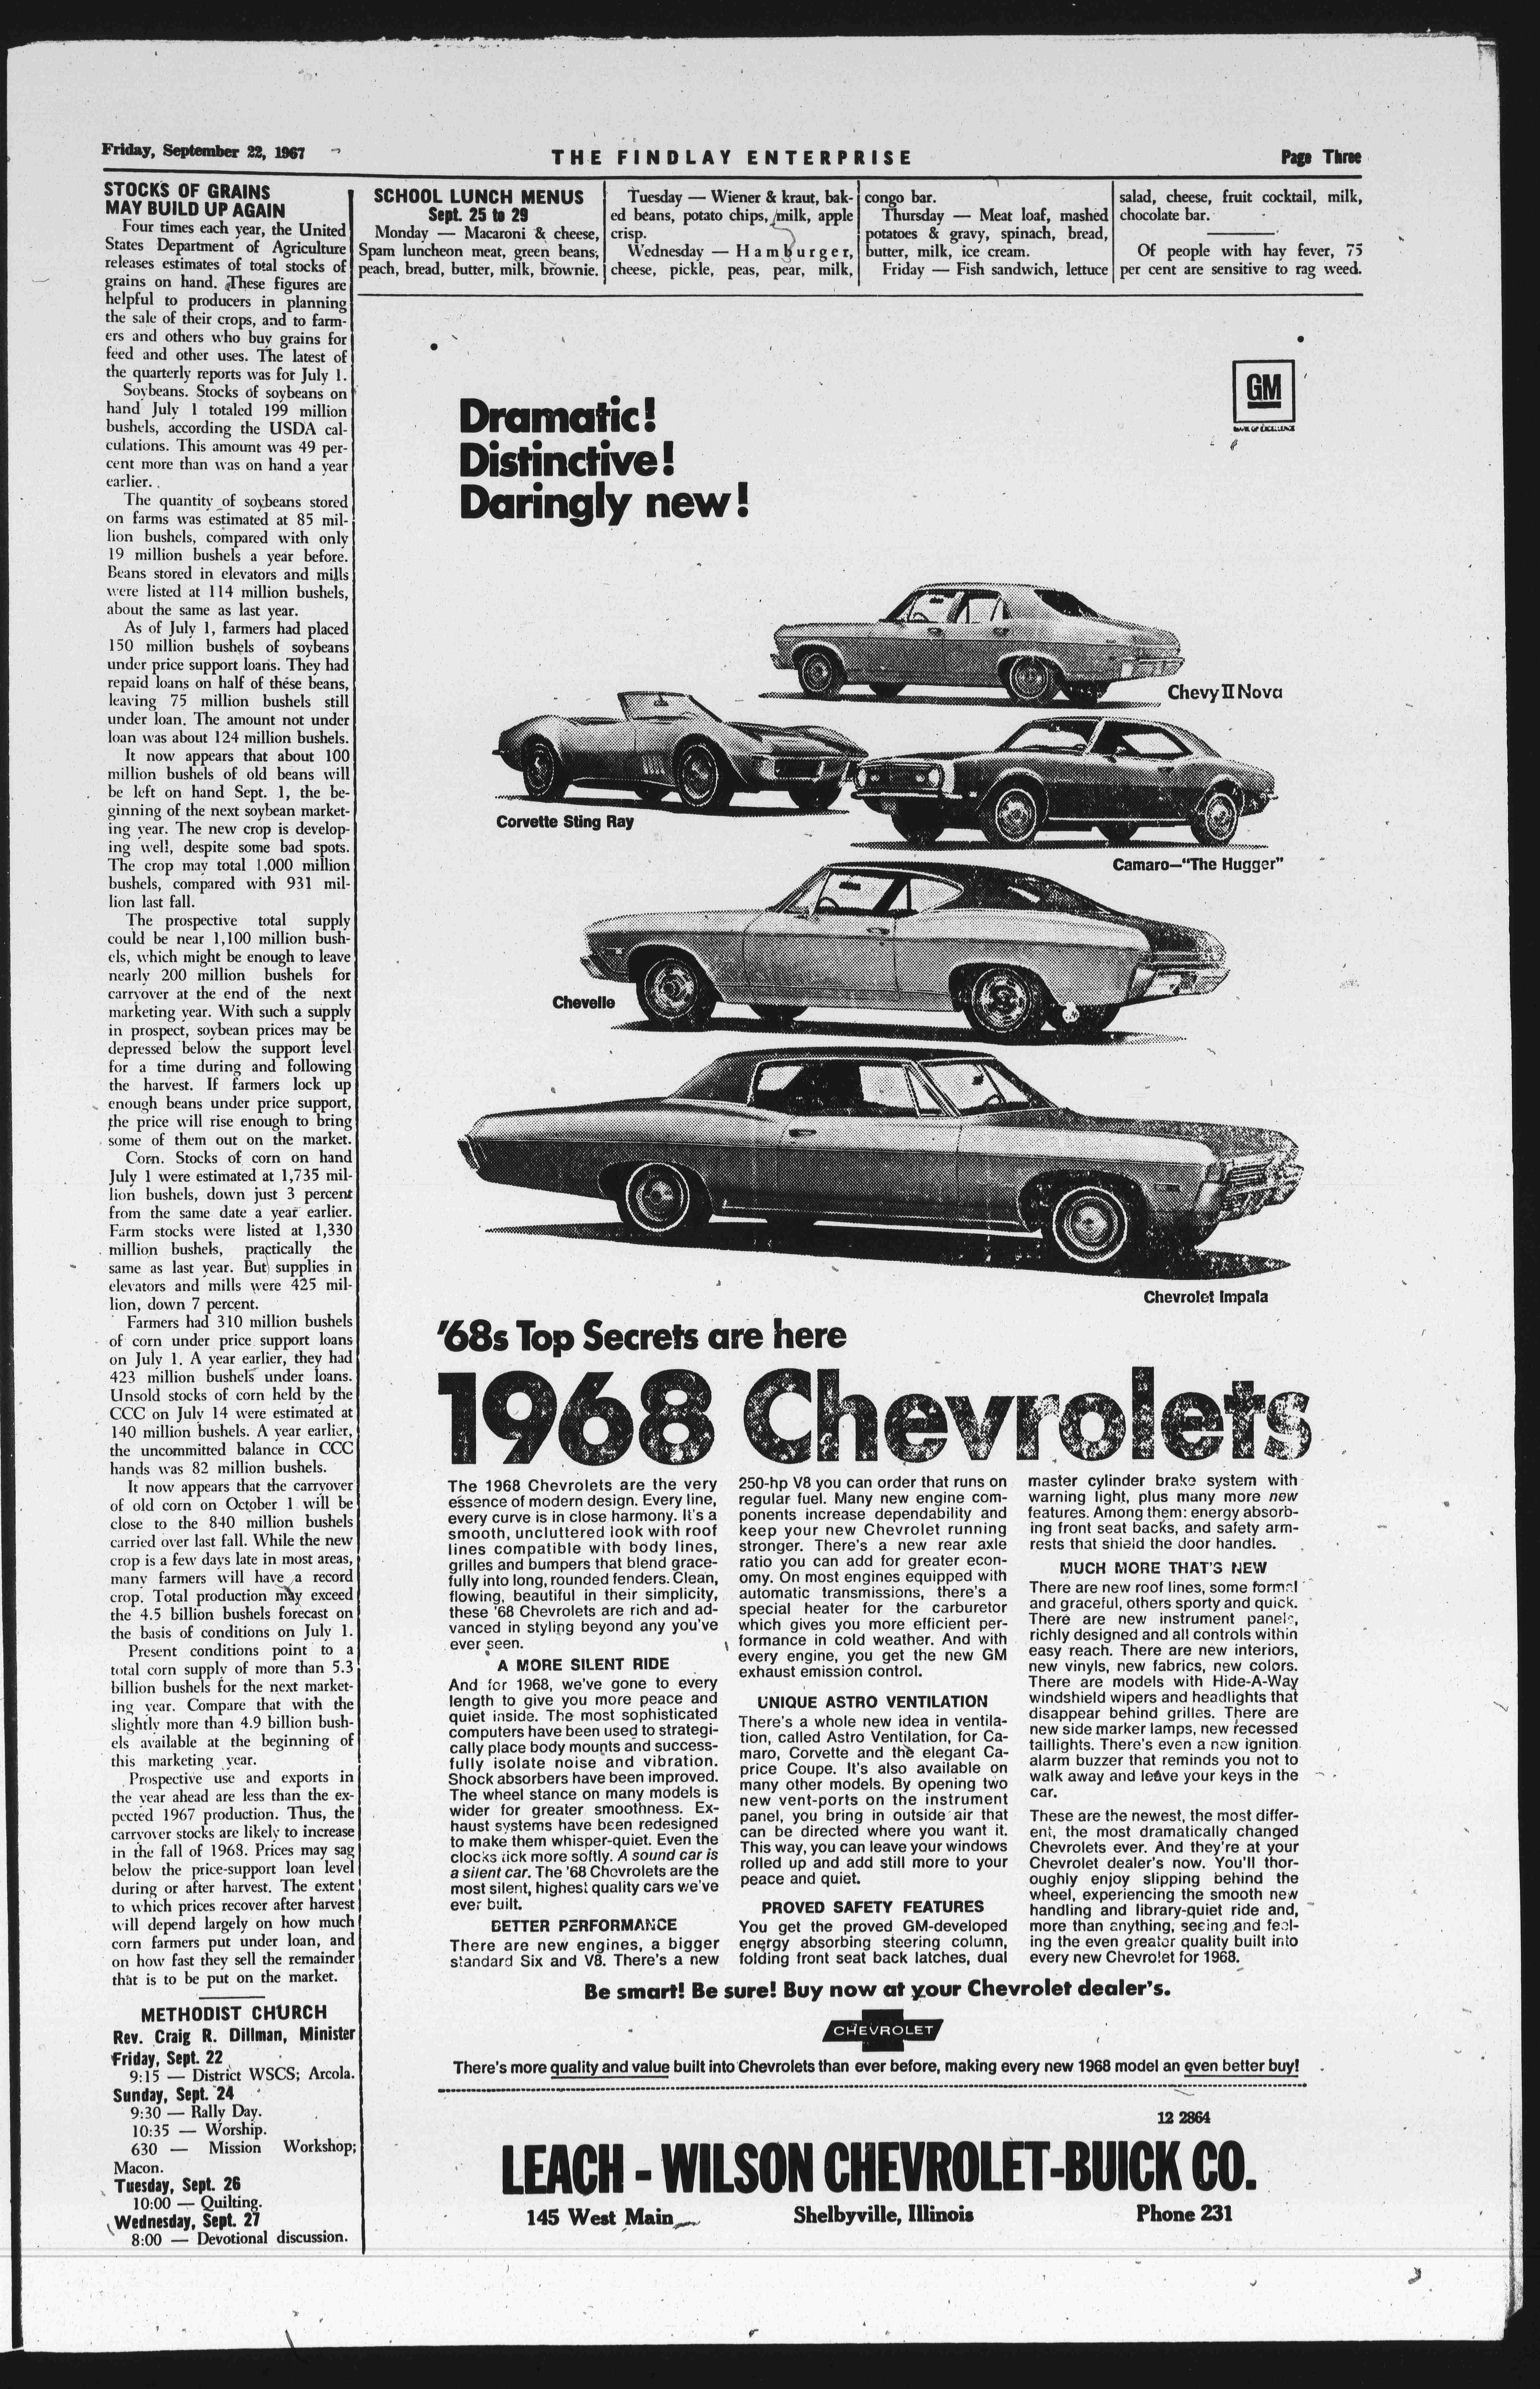 Friday, September 22, 1967
THE FINDLAY ENTERPRISE
Page Three
STOCKS OF GRAINS
MAY BUILD UP AGAIN
Four times each year, the United
States Department of Agriculture
releases estimates of total stocks of
grains on hand. These figures are
helpful to producers in planning
the sale of their crops, and to farm-
ers and others who buy grains for
feed and other uses. The latest of
the quarterly reports was for July 1.
Soybeans. Stocks of soybeans on
hand July 1 totaled 199 million
bushels, according the USDA cal-
culations. This amount was 49 per-
cent more than was on hand a year
earlier.
The quantity of soybeans stored
on farms was estimated at 85 mil-
lion bushels, compared with only
19 million bushels a year before.
Beans stored in elevators and mills
were listed at 114 million bushels,
about the same as last year.
As of July 1, farmers had placed
150 million bushels of soybeans
under price support loans. They had
repaid loans on half of these beans,
leaving 75 million bushels still
under loan. The amount not under
loan was about 124 million bushels.
It now appears that about 100
million bushels of old beans will
be left on hand Sept. 1, the be-
ginning of the next soybean market-
ing year. The new crop is develop-
ing well, despite some bad spots.
The crop may total 1,000 million
bushels, compared with 931 mil-
lion last fall.
The prospective total supply
could be near 1,100 million bush-
els, which might be enough to leave
nearly 200 million bushels for
carryover at the end of the next
marketing year. With such a supply
in prospect, soybean prices may be
depressed below the support level
for a time during and following
the harvest. If farmers lock up
enough beans under price support,
the price will rise enough to bring
some of them out on the market.
Corn. Stocks of corn on hand
July 1 were estimated at 1,735 mil-
lion bushels, down just 3 percent
from the same date a year earlier.
Farm stocks were listed at 1,330
million bushels, practically the
same as last year. But supplies in
elevators and mills were 425 mil-
lion, down 7 percent.
Farmers had 310 million bushels
of corn under price support loans
on July 1. A year earlier, they had
423 million bushels under loans.
Unsold stocks of corn held by the
CCC on July 14 were estimated at
140 million bushels. A year earlier,
the uncommitted balance in CCC
hands was 82 million bushels.
It now appears that the carryover
of old corn on October 1 will be
close to the 840 million bushels
carried over last fall. While the new
crop is a few days late in most areas,
many farmers will have a record
crop. Total production may exceed
the 4.5 billion bushels forecast on
the basis of conditions on July 1.
Present conditions point to a
total corn supply of more than 5.3
billion bushels for the next market-
ing year. Compare that with the
slightly more than 4.9 billion bush-
els available at the beginning of
this marketing year.
Prospective use and exports in
the year ahead are less than the ex-
pected 1967 production. Thus, the
carryover stocks are likely to increase
in the fall of 1968. Prices may sag
below the price-support loan level
during or after harvest. The extent
to which prices recover after harvest
will depend largely on how much
corn farmers put under loan, and
on how fast they sell the remainder
that is to be put on the market.
METHODIST CHURCH
Rev. Craig R. Dillman, Minister
Friday, Sept. 22
9:15 — District WSCS; Arcola.
Sunday, Sept. 24
9:30 — Rally Day.
10:35 — Worship.
630 — Mission Workshop;
Macon.
Tuesday, Sept. 26
10:00 — Quilting.
Wednesday, Sept. 27
8:00 — Devotional discussion.
SCHOOL LUNCH MENUS
Sept. 25 to 29
Monday — Macaroni & cheese,
Spam luncheon meat, green beans,
peach, bread, butter, milk, brownie.
Tuesday — Wiener & kraut, bak-
ed beans, potato chips, milk, apple
crisp.
Wednesday — Hamburger,
cheese, pickle, peas, pear, milk,
congo bar.
Thursday — Meat loaf, mashed
potatoes & gravy, spinach, bread,
butter, milk, ice cream.
Friday — Fish sandwich, lettuce
salad, cheese, fruit cocktail, milk,
chocolate bar.
Of people with hay fever, 75
per cent are sensitive to rag weed.
GM
MARK OF EXCELLENCE
Dramatic!
Distinctive!
Daringly new!
Chevy II Nova
Corvette Sting Ray
Camaro—"The Hugger"
Chevelle
Chevrolet Impala
'68s Top Secrets are here
1968 Chevrolets
The 1968 Chevrolets are the very
essence of modern design. Every line,
every curve is in close harmony. It's a
smooth, uncluttered look with roof
lines compatible with body lines,
grilles and bumpers that blend grace-
fully into long, rounded fenders. Clean,
flowing, beautiful in their simplicity,
these '68 Chevrolets are rich and ad-
vanced in styling beyond any you've
ever seen.
A MORE SILENT RIDE
And for 1968, we've gone to every
length to give you more peace and
quiet inside. The most sophisticated
computers have been used to strategi-
cally place body mounts and success-
fully isolate noise and vibration.
Shock absorbers have been improved.
The wheel stance on many models is
wider for greater smoothness. Ex-
haust systems have been redesigned
to make them whisper-quiet. Even the
clocks tick more softly. A sound car is
a silent car. The '68 Chevrolets are the
most silent, highest quality cars we've
ever built.
BETTER PERFORMANCE
There are new engines, a bigger
standard Six and V8. There's a new
250-hp V8 you can order that runs on
regular fuel. Many new engine com-
ponents increase dependability and
keep your new Chevrolet running
stronger. There's a new rear axle
ratio you can add for greater econ-
omy. On most engines equipped with
automatic transmissions, there's a
special heater for the carburetor
which gives you more efficient per-
formance in cold weather. And with
every engine, you get the new GM
exhaust emission control.
UNIQUE ASTRO VENTILATION
There's a whole new idea in ventila-
tion, called Astro Ventilation, for Ca-
maro, Corvette and the elegant Ca-
price Coupe. It's also available on
many other models. By opening two
new vent-ports on the instrument
panel, you bring in outside air that
can be directed where you want it.
This way, you can leave your windows
rolled up and add still more to your
peace and quiet.
PROVED SAFETY FEATURES
You get the proved GM-developed
energy absorbing steering column,
folding front seat back latches, dual
master cylinder brake system with
warning light, plus many more new
features. Among them: energy absorb-
ing front seat backs, and safety arm-
rests that shield the door handles.
MUCH MORE THAT'S NEW
There are new roof lines, some formal
and graceful, others sporty and quick.
There are new instrument panels,
richly designed and all controls within
easy reach. There are new interiors,
new vinyls, new fabrics, new colors.
There are models with Hide-A-Way
windshield wipers and headlights that
disappear behind grilles. There are
new side marker lamps, new recessed
taillights. There's even a new ignition
alarm buzzer that reminds you not to
walk away and leave your keys in the
car.
These are the newest, the most differ-
ent, the most dramatically changed
Chevrolets ever. And they're at your
Chevrolet dealer's now. You'll thor-
oughly enjoy slipping behind the
wheel, experiencing the smooth new
handling and library-quiet ride and,
more than anything, seeing and feel-
ing the even greater quality built into
every new Chevrolet for 1968.
Be smart! Be sure! Buy now at your Chevrolet dealer's.
CHEVROLET
There's more quality and value built into Chevrolets than ever before, making every new 1968 model an even better buy!
12 2864
LEACH - WILSON CHEVROLET-BUICK CO.
145 West Main
Shelbyville, Illinois
Phone 231